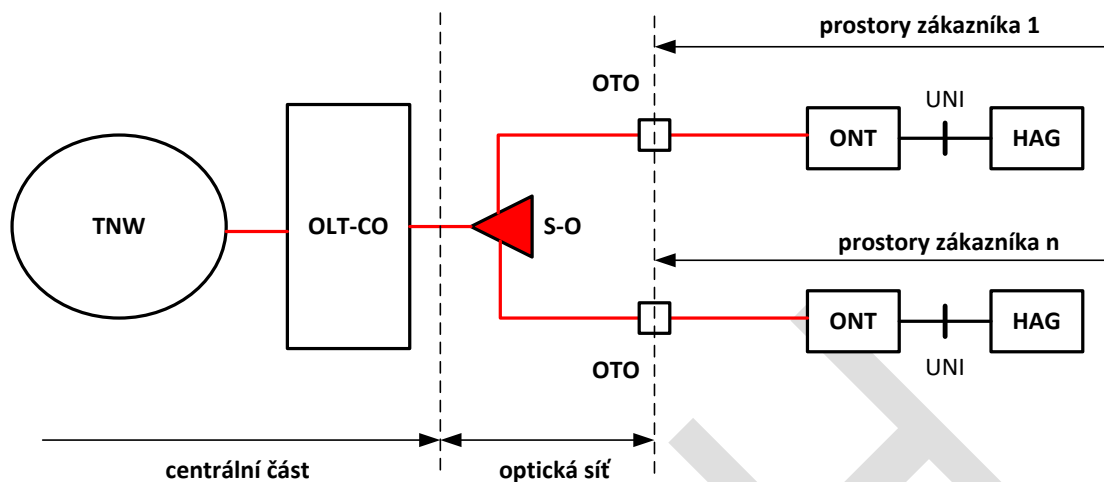 prostory zákazníka 1
OTO
UNI
ONT
HAG
TNW
OLT-CO
S-O
prostory zákazníka n
ONT
HAG
OTO
UNI
centrální část
optická síť